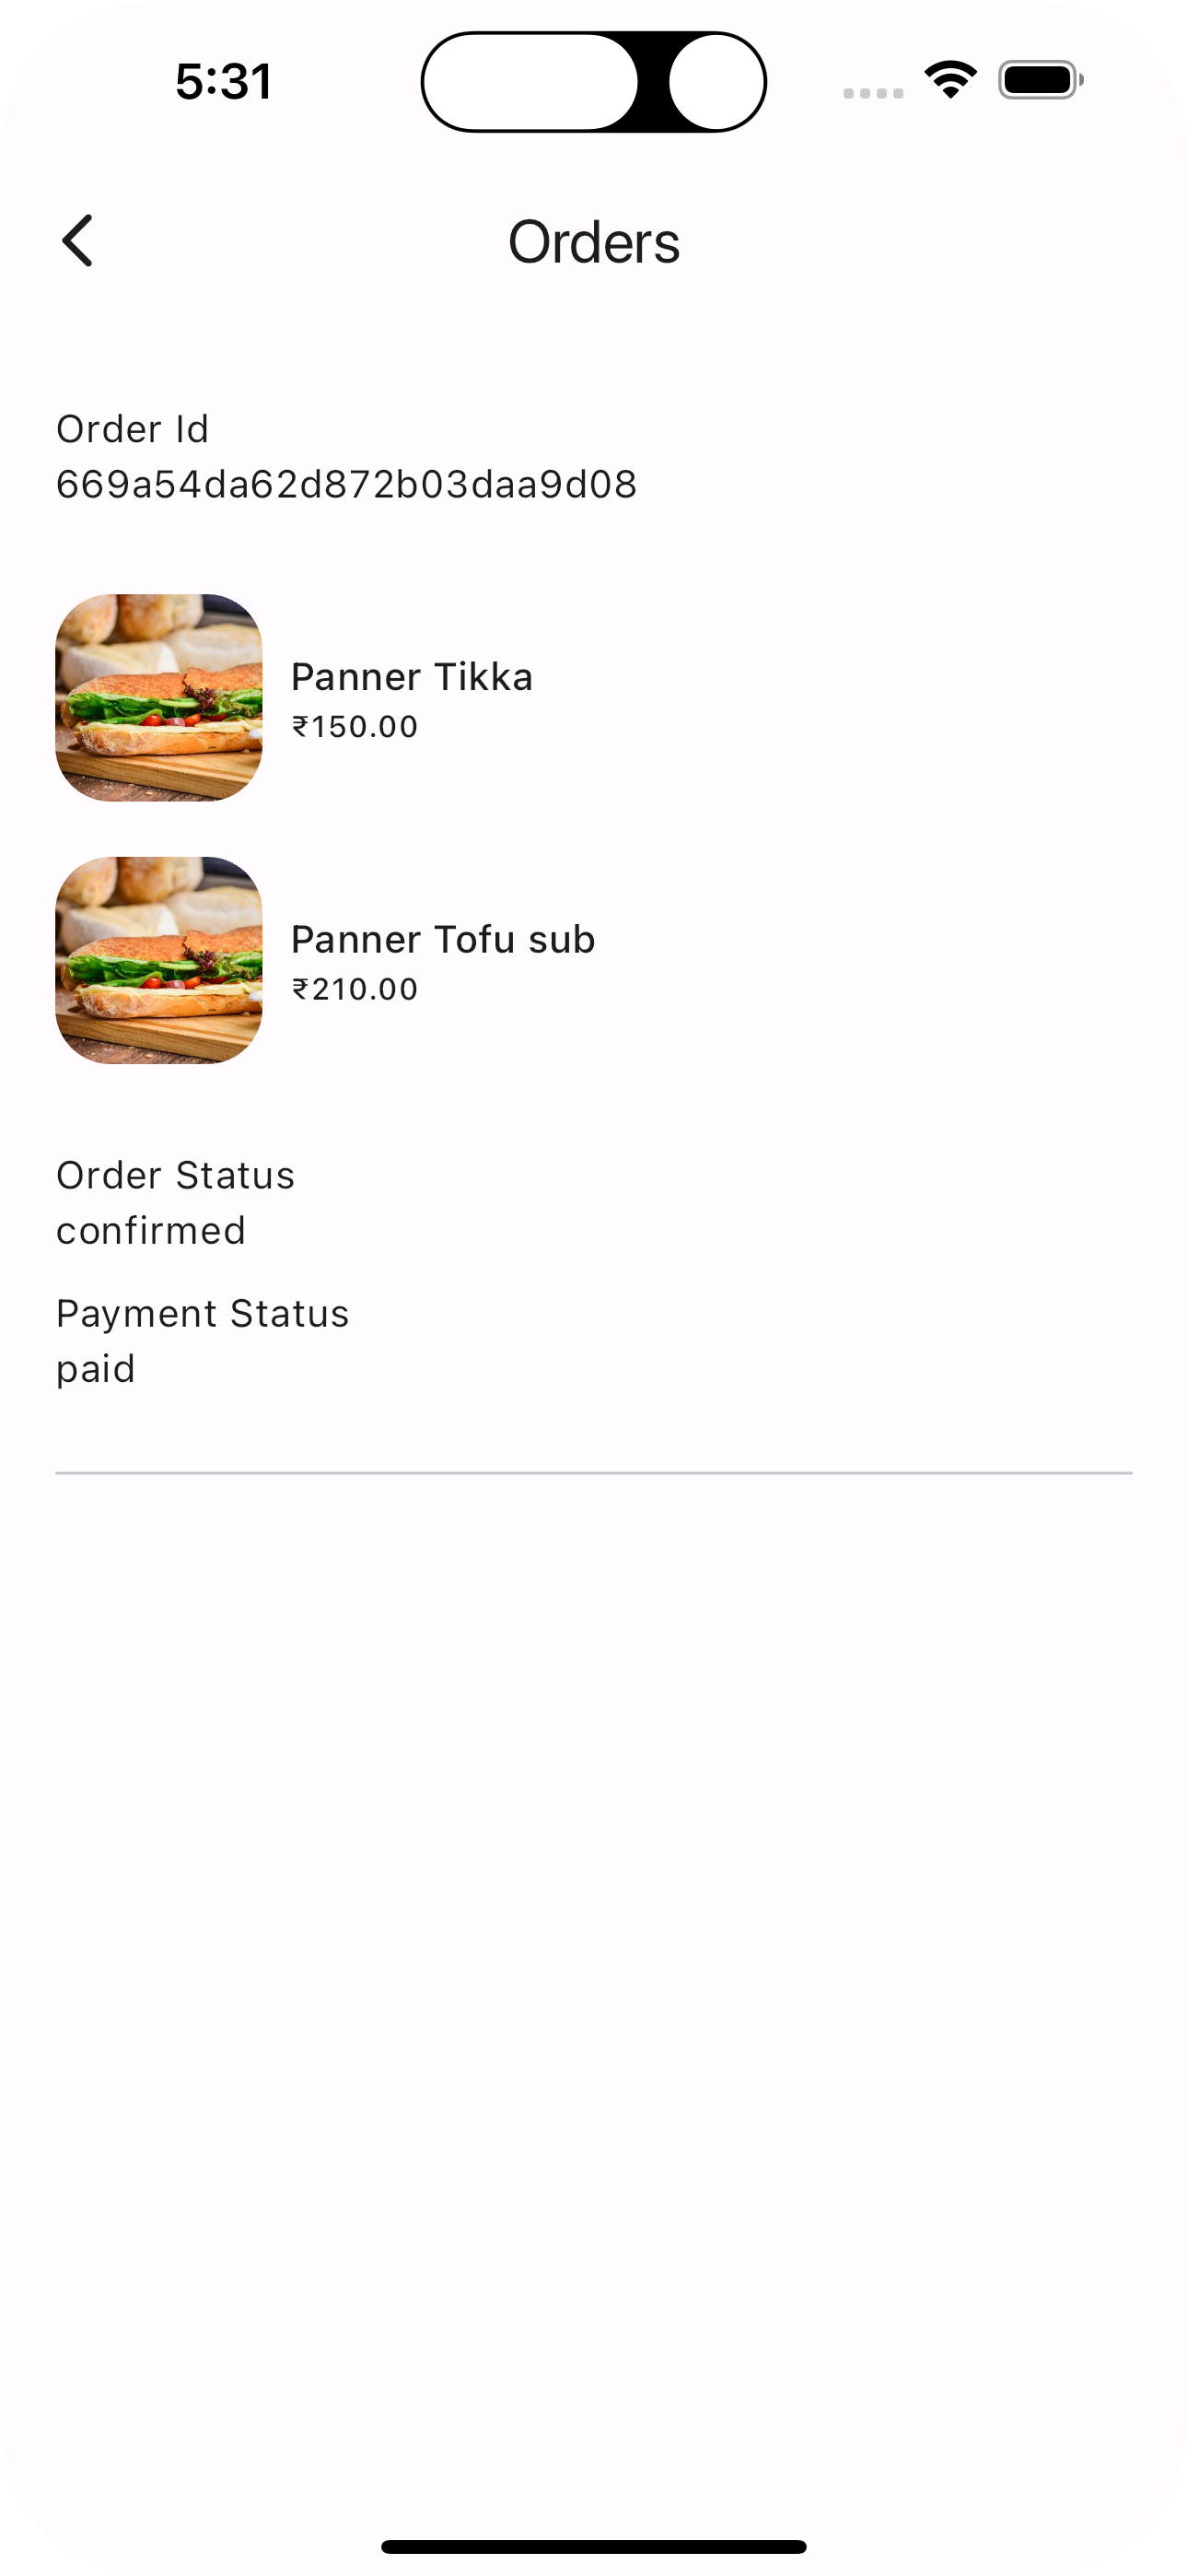 5:31
Orders
Order Id
669a54da62d872b03daa9d08
Panner Tikka
₹150.00
Panner Tofu sub
₹210.00
Order Status
confirmed
Payment Status
paid